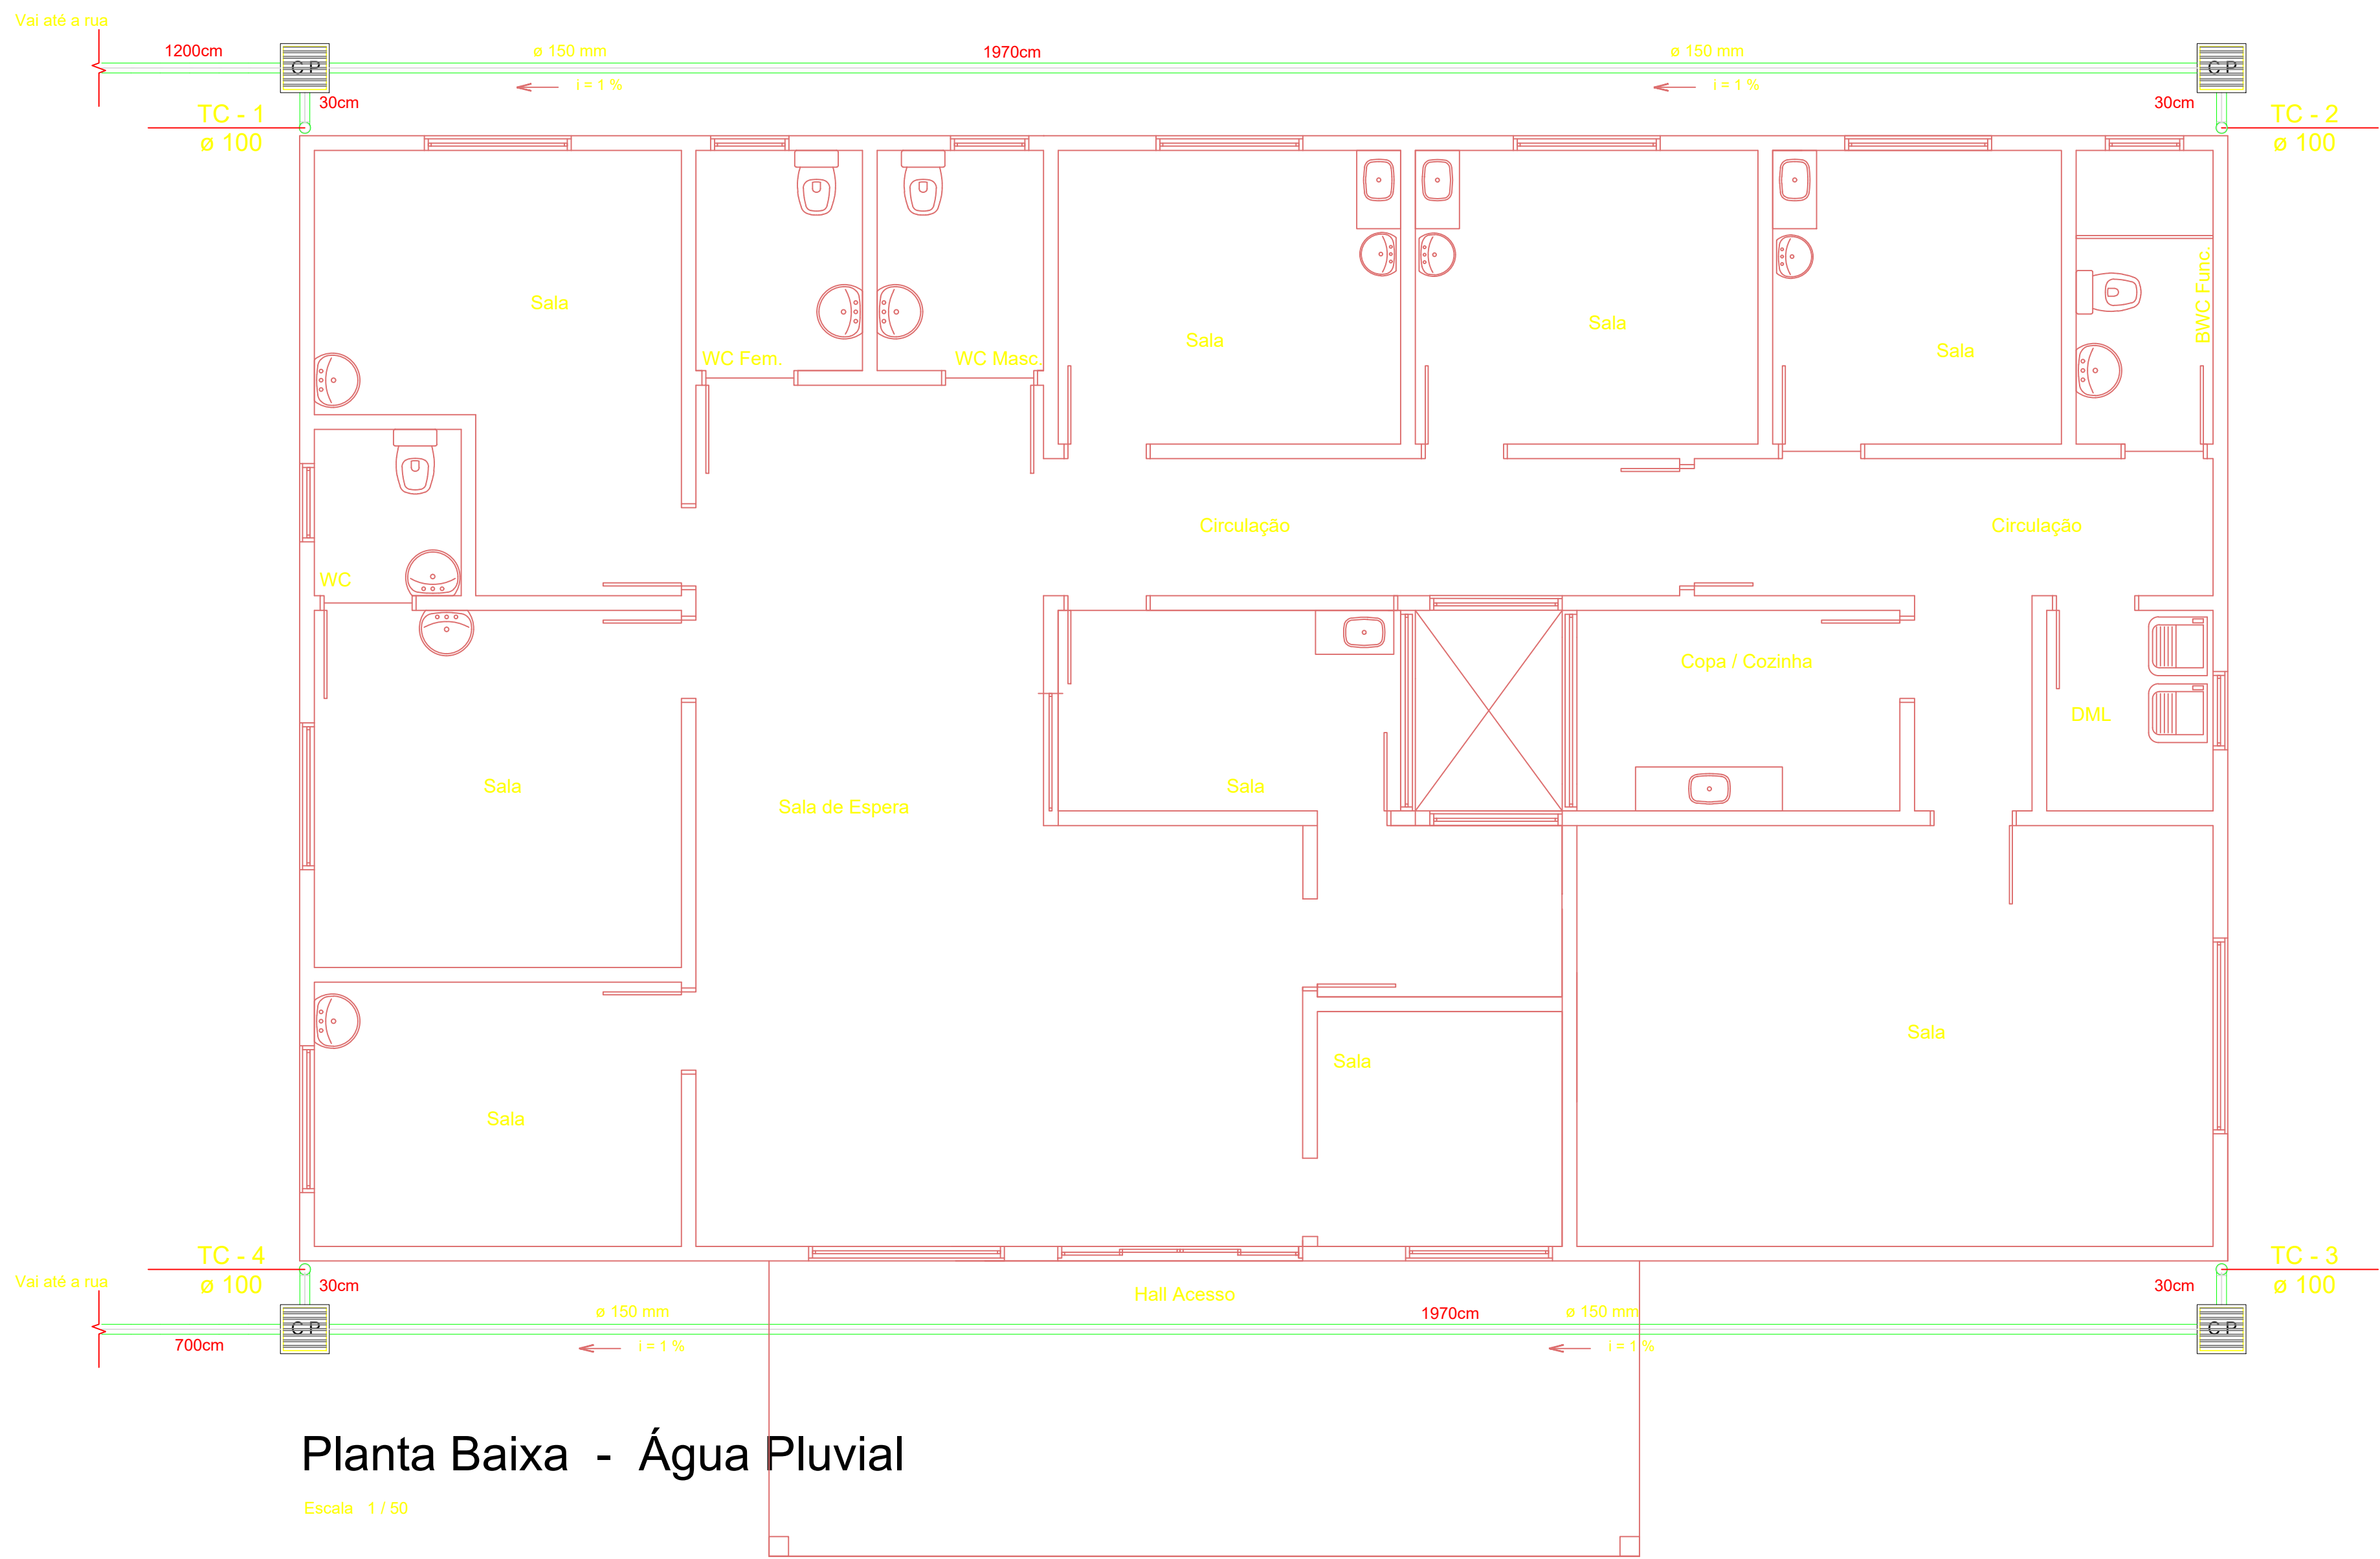 Vai até a rua
1200cm
ø 150 mm
1970cm
ø 150 mm
C P
C P
i = 1 %
i = 1 %
30cm
30cm
TC - 1
ø 100
TC - 2
ø 100
Sala
WC Fem.
WC Masc.
Sala
Sala
Sala
BWC Func.
Circulação
Circulação
WC
Copa / Cozinha
DML
Sala
Sala de Espera
Sala
Sala
Sala
Sala
TC - 4
ø 100
TC - 3
ø 100
Vai até a rua
30cm
30cm
Hall Acesso
ø 150 mm
1970cm
ø 150 mm
C P
C P
700cm
i = 1 %
i = 1 %
Planta Baixa - Água Pluvial
Escala 1 / 50